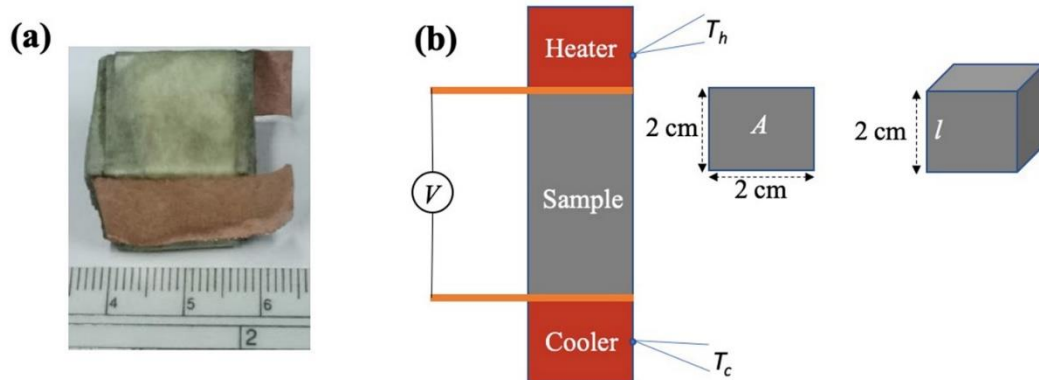 (a)
4 5 6
2
(b)
Heater
T_h
V
Sample
2 cm
A
2 cm
2 cm
l
Cooler
T_c